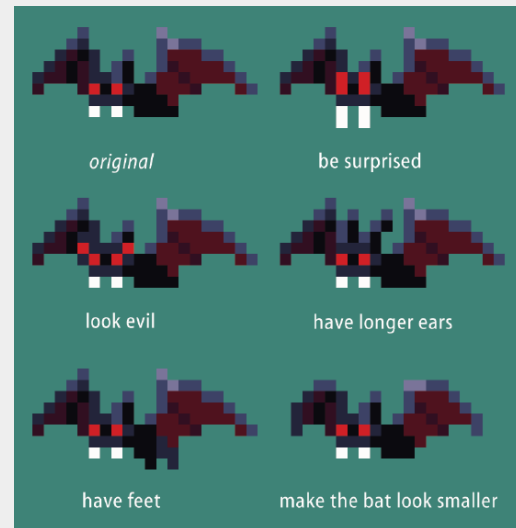 original
be surprised
look evil
have longer ears
have feet
make the bat look smaller